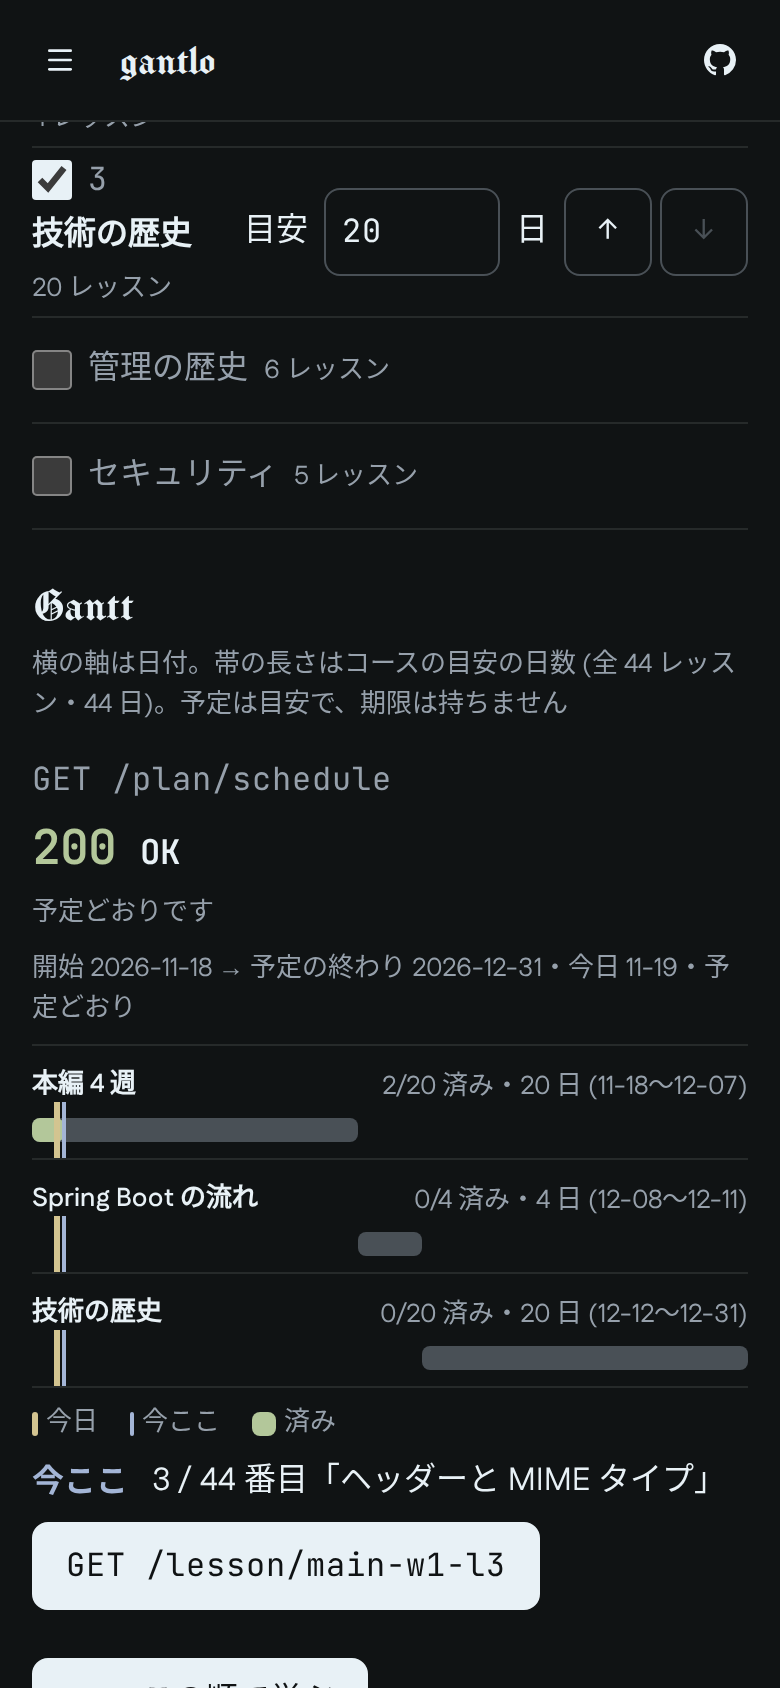 gantlo
3
技術の歴史
目安 20 日 ↑ ↓
20 レッスン
管理の歴史 6 レッスン
セキュリティ 5 レッスン
Gantt
横の軸は日付。帯の長さはコースの目安の日数 (全 44 レッス
ン・44 日)。予定は目安で、期限は持ちません
GET /plan/schedule
200 OK
予定どおりです
開始 2026-11-18 → 予定の終わり 2026-12-31・今日 11-19・予
定どおり
本編 4 週 2/20 済み・20 日 (11-18〜12-07)
Spring Boot の流れ 0/4 済み・4 日 (12-08〜12-11)
技術の歴史 0/20 済み・20 日 (12-12〜12-31)
今日 今ここ 済み
今ここ 3 / 44 番目「ヘッダーと MIME タイプ」
GET /lesson/main-w1-l3